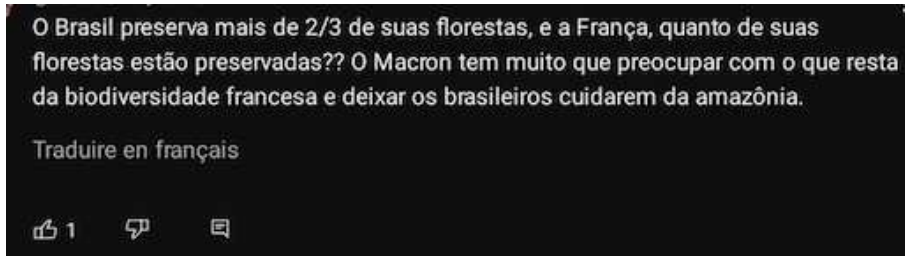 O Brasil preserva mais de 2/3 de suas florestas, e a França, quanto de suas
florestas estão preservadas?? O Macron tem muito que preocupar com o que resta
da biodiversidade francesa e deixar os brasileiros cuidarem da amazônia.
Traduire en français
1